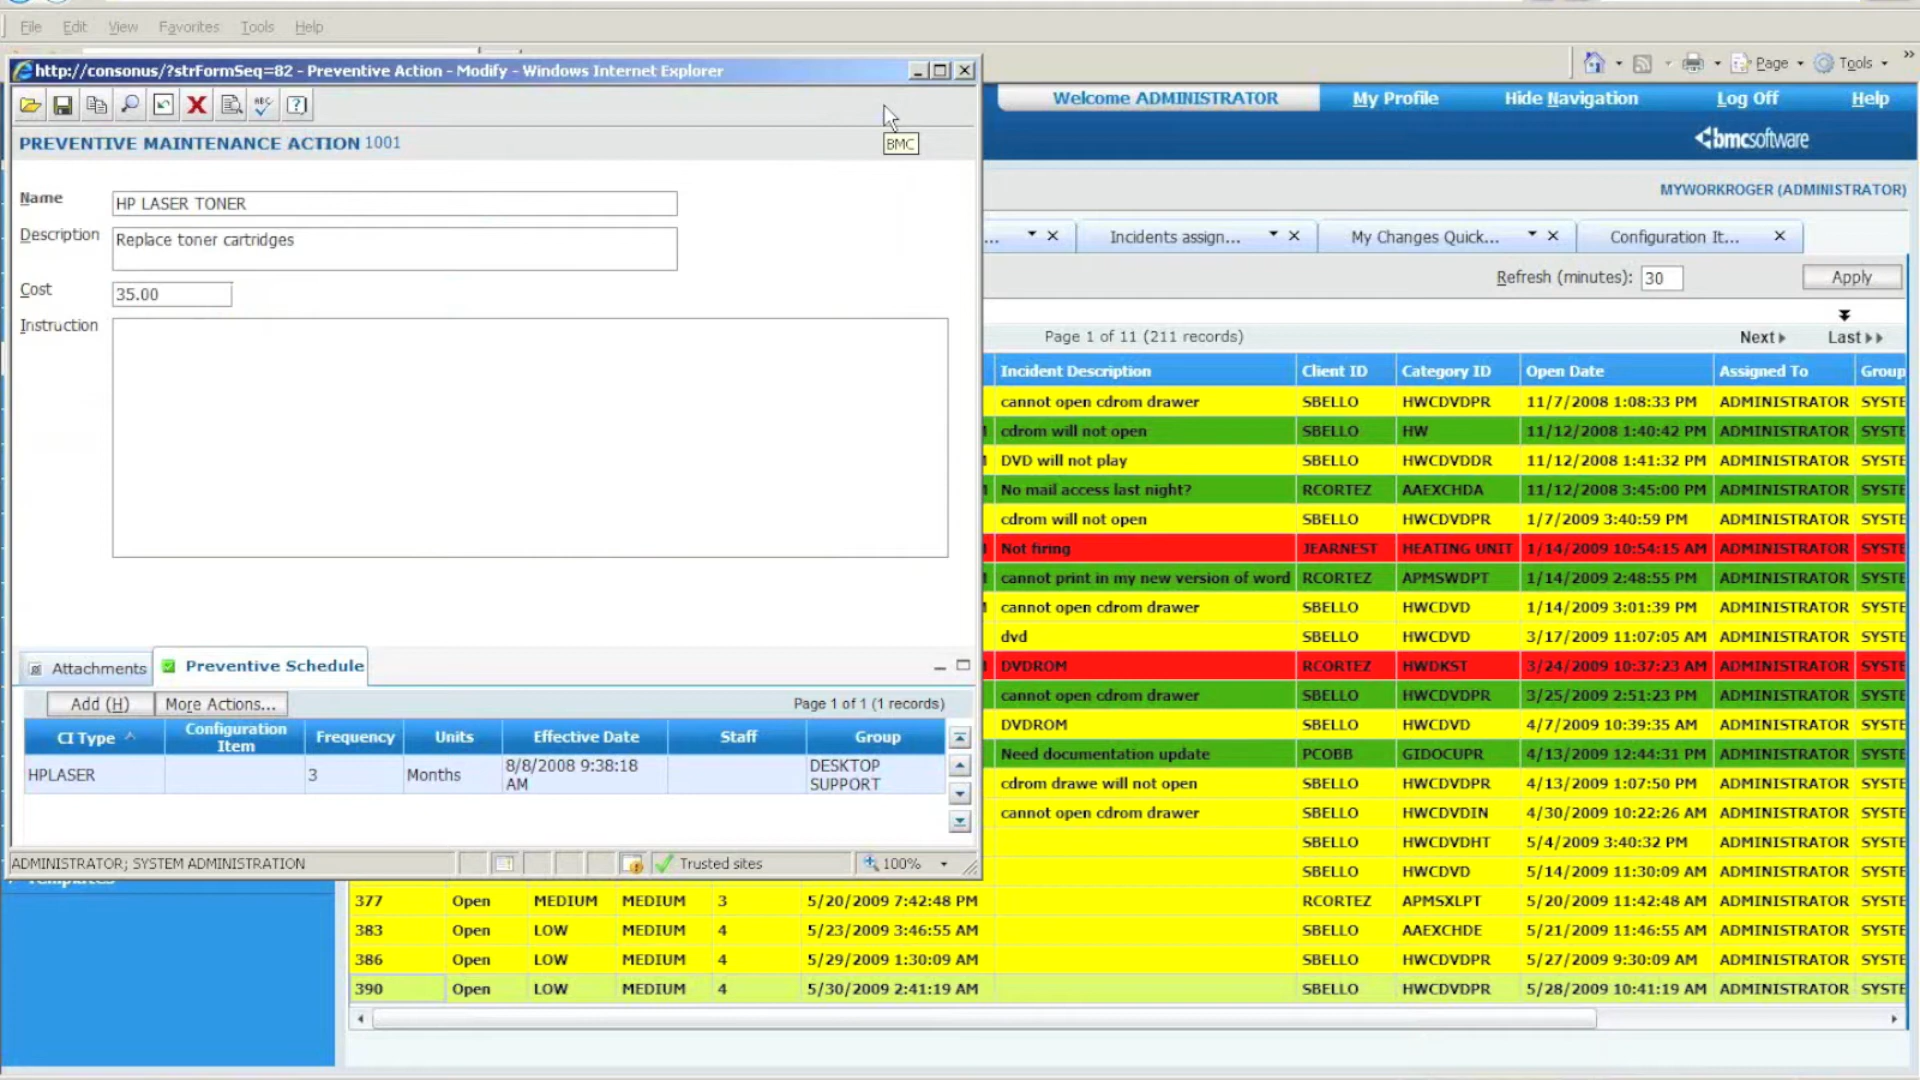 File Edit View Favorites Tools Help
Page Tools »
http://consonus/?strFormSeq=82 - Preventive Action - Modify - Windows Internet Explorer
Welcome ADMINISTRATOR My Profile Hide Navigation Log Off Help
BMC
bmcsoftware
PREVENTIVE MAINTENANCE ACTION 1001
MYWORKROGER (ADMINISTRATOR)
Name HP LASER TONER
Description Replace toner cartridges
Cost 35.00
Instruction
... Incidents assign... My Changes Quick... Configuration It...
Refresh (minutes): 30 Apply
Page 1 of 11 (211 records) Next Last
Incident Description Client ID Category ID Open Date Assigned To Group
cannot open cdrom drawer SBELLO HWCDVDPR 11/7/2008 1:08:33 PM ADMINISTRATOR SYSTE
cdrom will not open SBELLO HW 11/12/2008 1:40:42 PM ADMINISTRATOR SYSTE
DVD will not play SBELLO HWCDVDDR 11/12/2008 1:41:32 PM ADMINISTRATOR SYSTE
No mail access last night? RCORTEZ AAEXCHDA 11/12/2008 3:45:00 PM ADMINISTRATOR SYSTE
cdrom will not open SBELLO HWCDVDPR 1/7/2009 3:40:59 PM ADMINISTRATOR SYSTE
Not firing JEARNEST HEATING UNIT 1/14/2009 10:54:15 AM ADMINISTRATOR SYSTE
cannot print in my new version of word RCORTEZ APMSWDPT 1/14/2009 2:48:55 PM ADMINISTRATOR SYSTE
cannot open cdrom drawer SBELLO HWCDVD 1/14/2009 3:01:39 PM ADMINISTRATOR SYSTE
dvd SBELLO HWCDVD 3/17/2009 11:07:05 AM ADMINISTRATOR SYSTE
DVDROM RCORTEZ HWDKST 3/24/2009 10:37:23 AM ADMINISTRATOR SYSTE
cannot open cdrom drawer SBELLO HWCDVDPR 3/25/2009 2:51:23 PM ADMINISTRATOR SYSTE
DVDROM SBELLO HWCDVD 4/7/2009 10:39:35 AM ADMINISTRATOR SYSTE
Need documentation update PCOBB GIDOCUPR 4/13/2009 12:44:31 PM ADMINISTRATOR SYSTE
cdrom drawe will not open SBELLO HWCDVDPR 4/13/2009 1:07:50 PM ADMINISTRATOR SYSTE
cannot open cdrom drawer SBELLO HWCDVDIN 4/30/2009 10:22:26 AM ADMINISTRATOR SYSTE
SBELLO HWCDVDHT 5/4/2009 3:40:32 PM ADMINISTRATOR SYSTE
SBELLO HWCDVD 5/14/2009 11:30:09 AM ADMINISTRATOR SYSTE
Attachments Preventive Schedule
Add (H) More Actions... Page 1 of 1 (1 records)
CI Type Configuration Item Frequency Units Effective Date Staff Group
HPLASER 3 Months 8/8/2008 9:38:18 AM DESKTOP SUPPORT
ADMINISTRATOR; SYSTEM ADMINISTRATION Trusted sites 100%
377 Open MEDIUM MEDIUM 3 5/20/2009 7:42:48 PM RCORTEZ APMSXLPT 5/20/2009 11:42:48 AM ADMINISTRATOR SYSTE
383 Open LOW MEDIUM 4 5/23/2009 3:46:55 AM SBELLO AAEXCHDE 5/21/2009 11:46:55 AM ADMINISTRATOR SYSTE
386 Open LOW MEDIUM 4 5/29/2009 1:30:09 AM SBELLO HWCDVDPR 5/27/2009 9:30:09 AM ADMINISTRATOR SYSTE
390 Open LOW MEDIUM 4 5/30/2009 2:41:19 AM SBELLO HWCDVDPR 5/28/2009 10:41:19 AM ADMINISTRATOR SYSTE